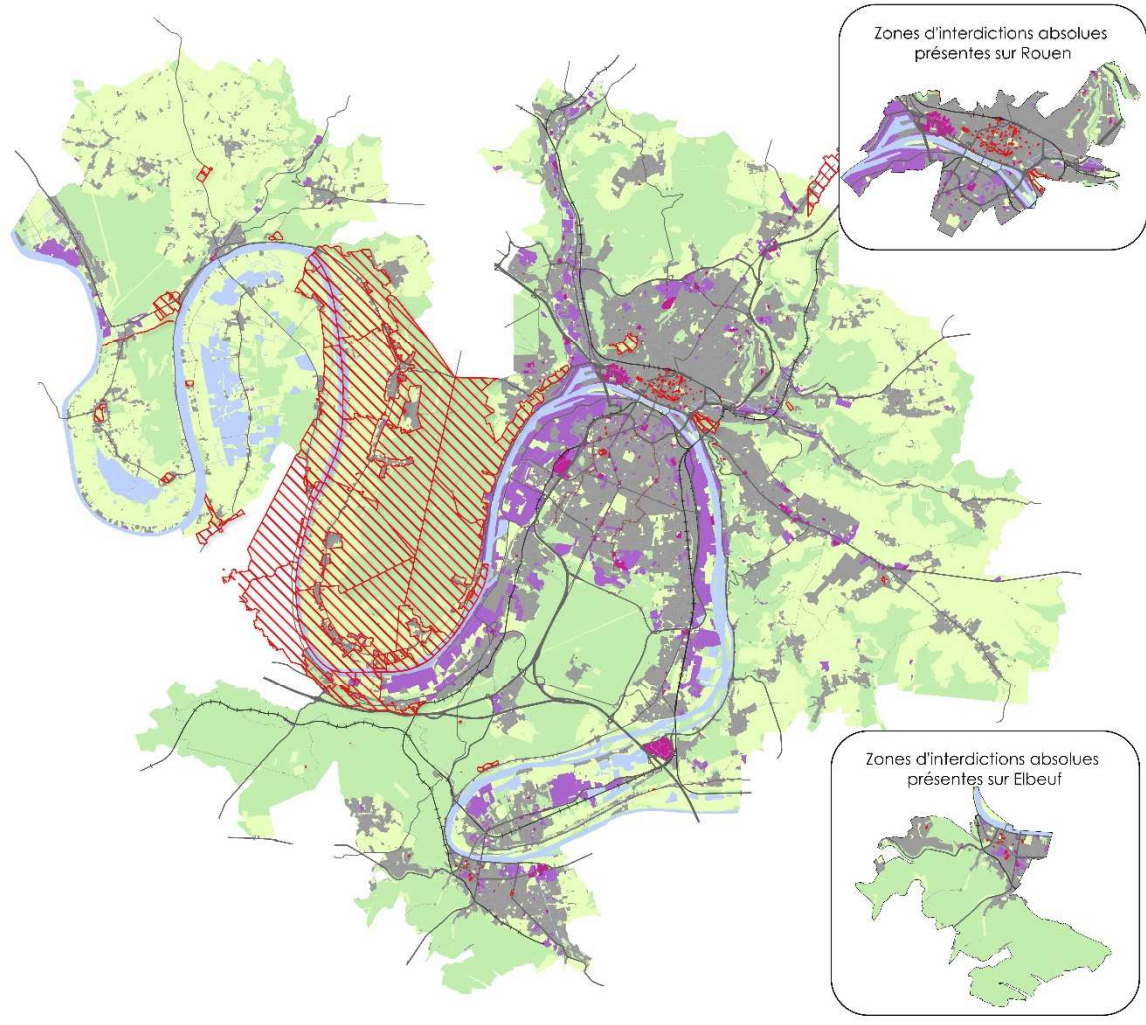 Zones d'interdictions absolues
présentes sur Rouen
Zones d'interdictions absolues
présentes sur Elbeuf